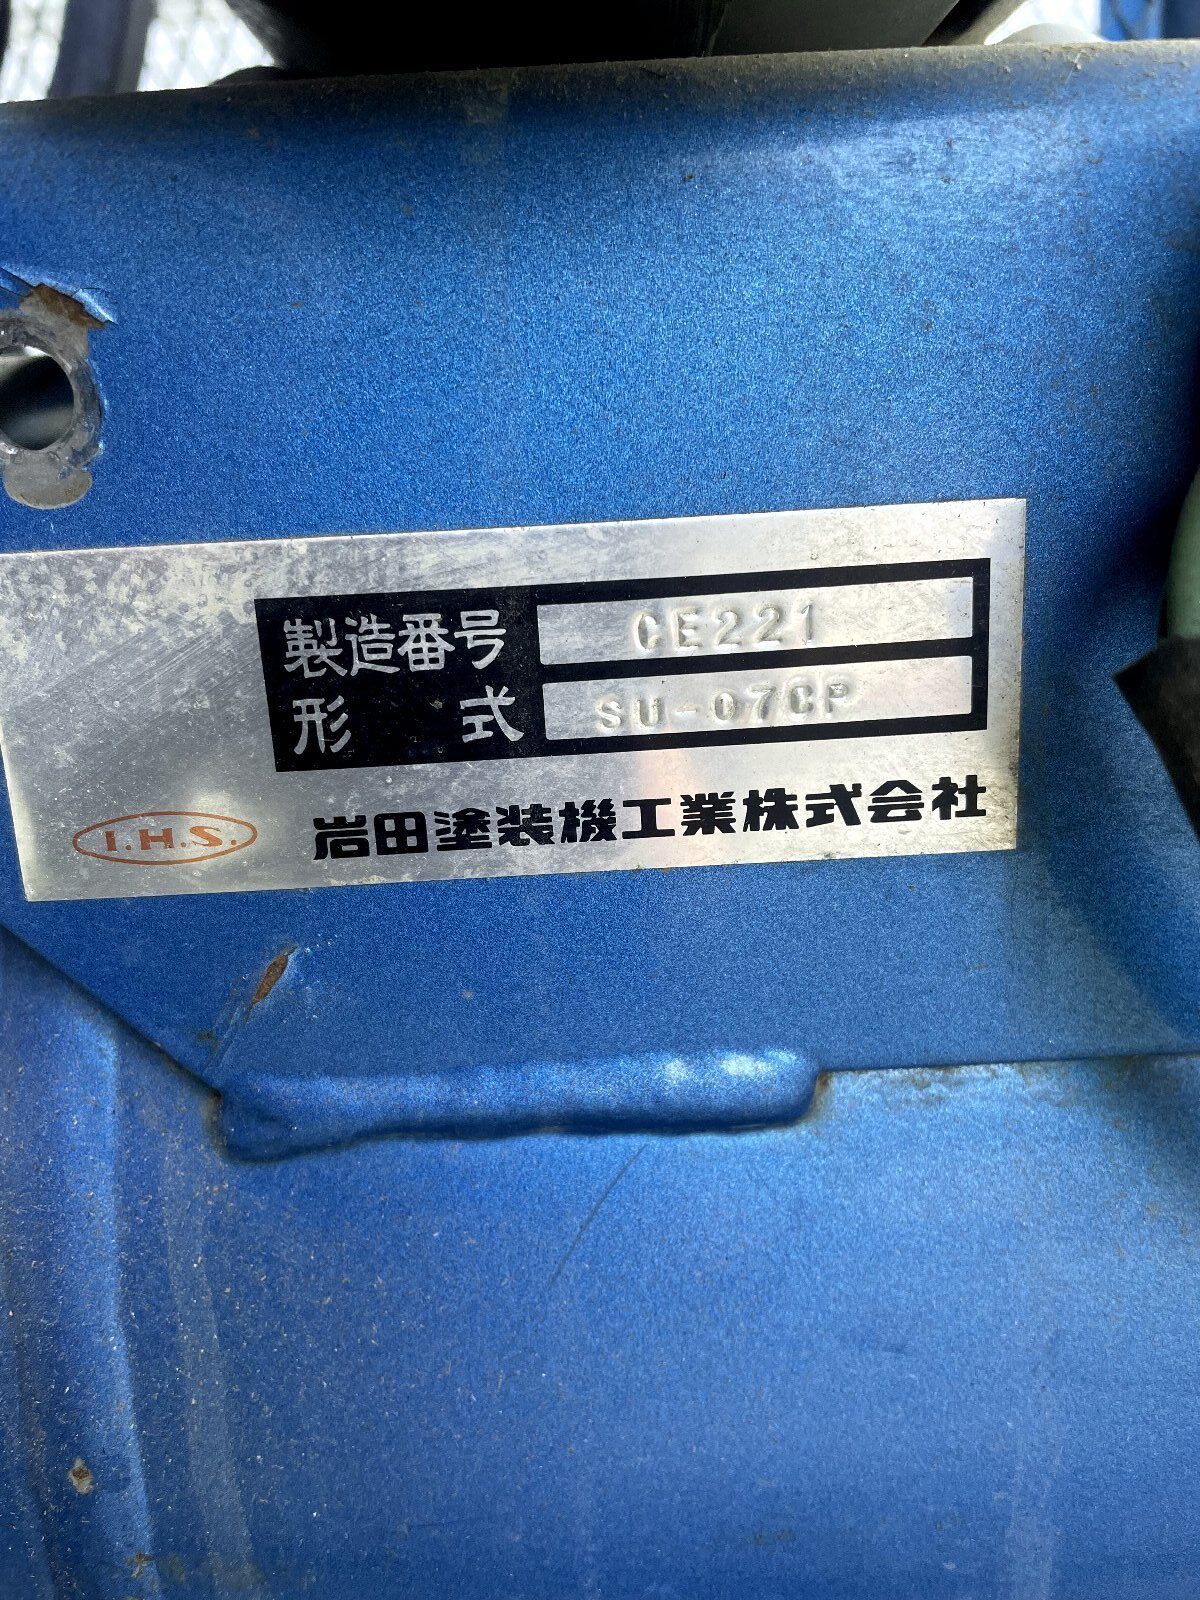 製造番号 CE221
形式 SU-07CP
I.H.S. 岩田塗装機工業株式会社